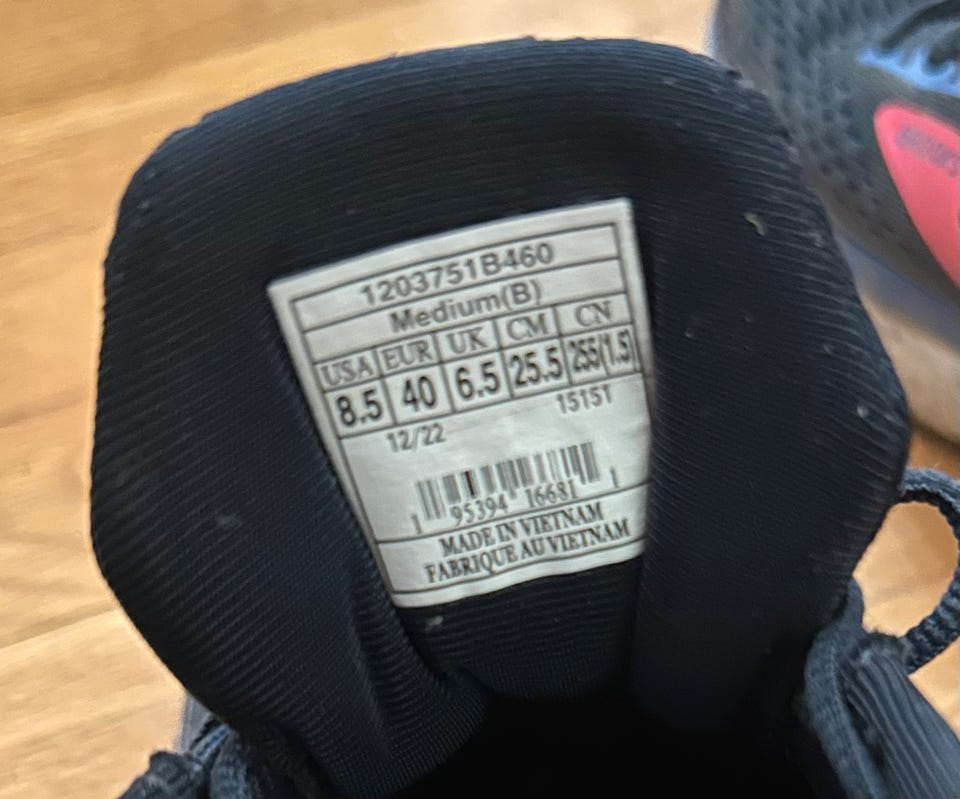 1203751B460
Medium(B)
USA EUR UK CM CN
8.5 40 6.5 25.5 255(1.5)
12/22 15151
1 95394 16681 1
MADE IN VIETNAM
FABRIQUE AU VIETNAM